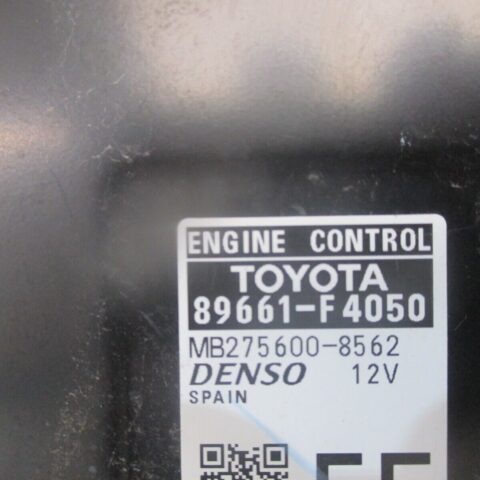 ENGINE CONTROL
TOYOTA
89661-F4050
MB275600-8562
DENSO 12V
SPAIN